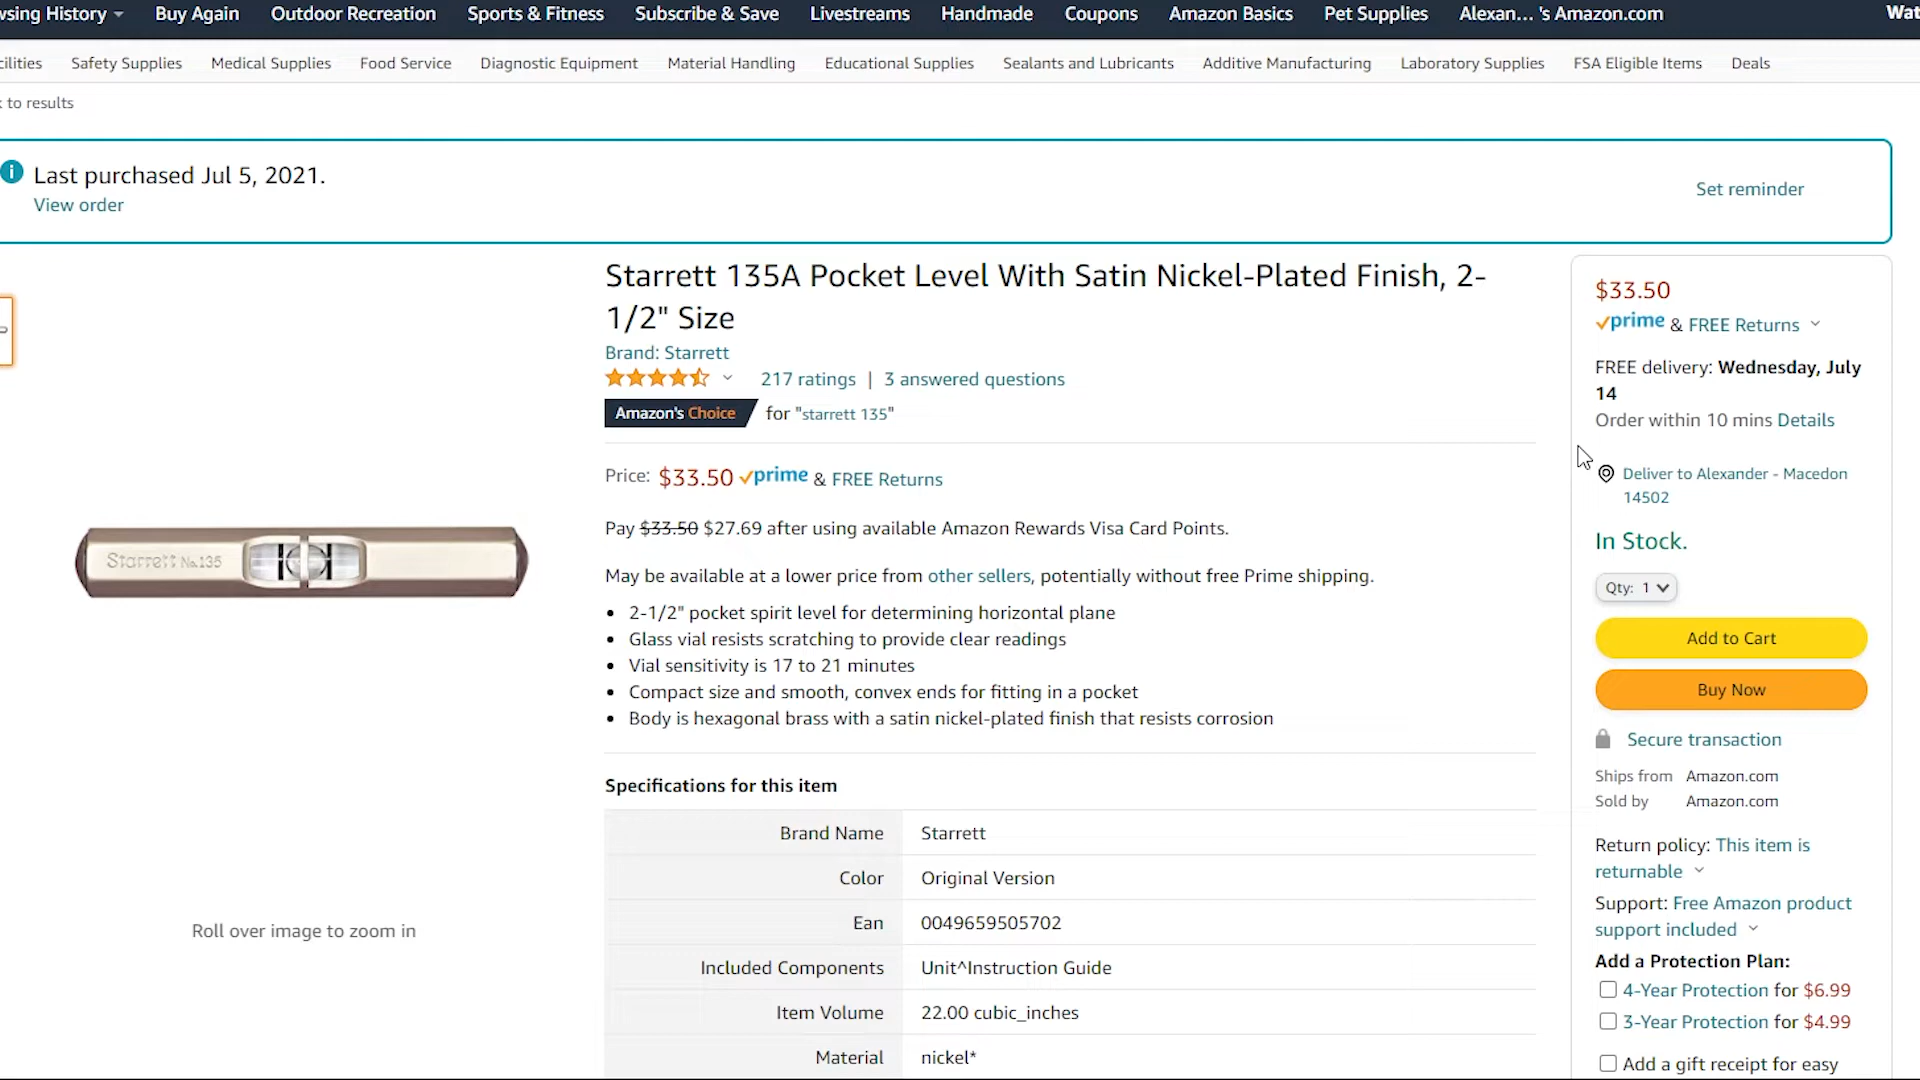 wsing History
Buy Again
Outdoor Recreation
Sports & Fitness
Subscribe & Save
Livestreams
Handmade
Coupons
Amazon Basics
Pet Supplies
Alexan... 's Amazon.com
Wat
cilities
Safety Supplies
Medical Supplies
Food Service
Diagnostic Equipment
Material Handling
Educational Supplies
Sealants and Lubricants
Additive Manufacturing
Laboratory Supplies
FSA Eligible Items
Deals
to results
Last purchased Jul 5, 2021.
View order
Set reminder
Starrett No.135
Roll over image to zoom in
Starrett 135A Pocket Level With Satin Nickel-Plated Finish, 2-
1/2" Size
Brand: Starrett
217 ratings | 3 answered questions
Amazon's Choice for "starrett 135"
Price: $33.50 prime & FREE Returns
Pay $33.50 $27.69 after using available Amazon Rewards Visa Card Points.
May be available at a lower price from other sellers, potentially without free Prime shipping.
• 2-1/2" pocket spirit level for determining horizontal plane
• Glass vial resists scratching to provide clear readings
• Vial sensitivity is 17 to 21 minutes
• Compact size and smooth, convex ends for fitting in a pocket
• Body is hexagonal brass with a satin nickel-plated finish that resists corrosion
Specifications for this item
Brand Name Starrett
Color Original Version
Ean 0049659505702
Included Components Unit^Instruction Guide
Item Volume 22.00 cubic_inches
Material nickel*
$33.50
prime & FREE Returns
FREE delivery: Wednesday, July
14
Order within 10 mins Details
Deliver to Alexander - Macedon
14502
In Stock.
Qty: 1
Add to Cart
Buy Now
Secure transaction
Ships from Amazon.com
Sold by Amazon.com
Return policy: This item is
returnable
Support: Free Amazon product
support included
Add a Protection Plan:
4-Year Protection for $6.99
3-Year Protection for $4.99
Add a gift receipt for easy